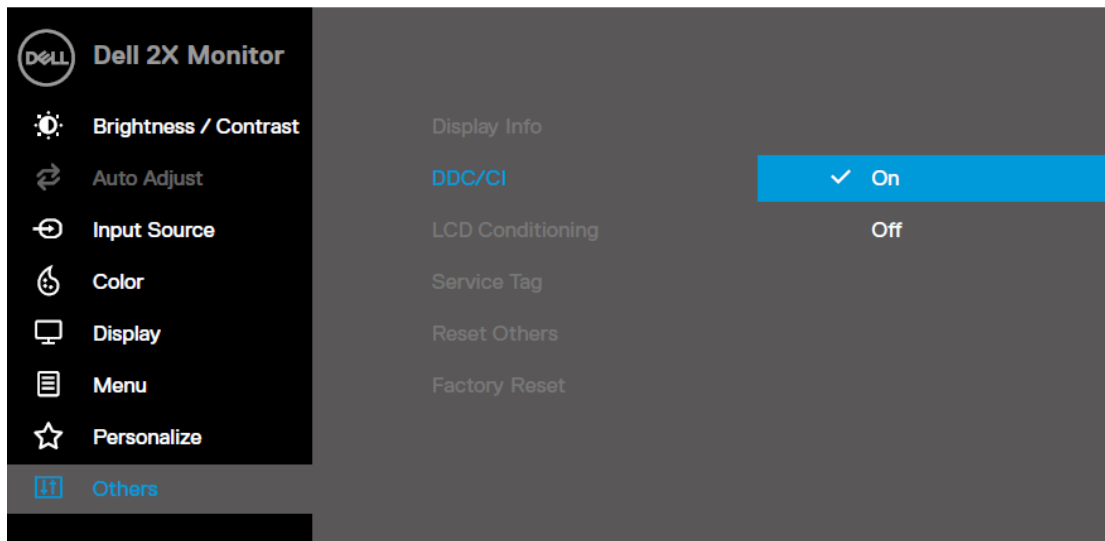 DELL
Dell 2X Monitor
Brightness / Contrast
Auto Adjust
Input Source
Color
Display
Menu
Personalize
Others
Display Info
DDC/CI
LCD Conditioning
Service Tag
Reset Others
Factory Reset
On
Off